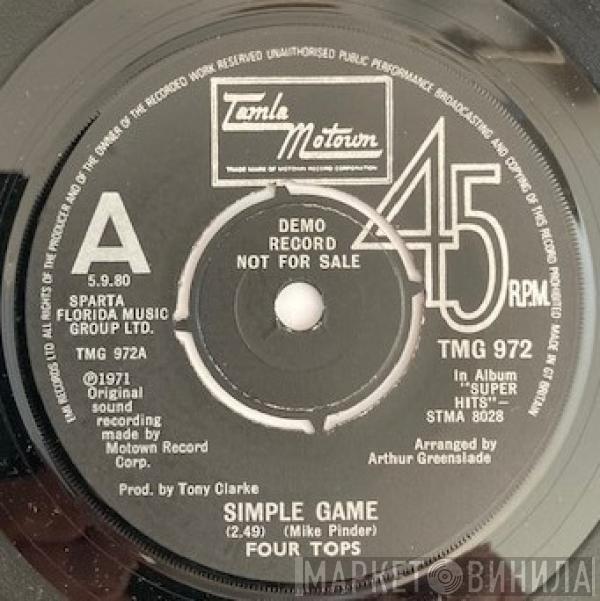 EMI RECORDS LTD ALL RIGHTS OF THE PRODUCER AND OF THE OWNER OF THE RECORDED WORK RESERVED UNAUTHORISED PUBLIC PERFORMANCE BROADCASTING AND COPYING OF THIS RECORD PROHIBITED MADE IN GT BRITAIN
Tamla
Motown
TRADE MARK OF MOTOWN RECORD CORPORATION
45
RPM.
A
5.9.80
DEMO
RECORD
NOT FOR SALE
SPARTA
FLORIDA MUSIC
GROUP LTD.
TMG 972A
℗1971
Original
sound
recording
made by
Motown Record
Corp.
TMG 972
In Album
"SUPER
HITS"—
STMA 8028
Arranged by
Arthur Greenslade
Prod. by Tony Clarke
SIMPLE GAME
(2.49) (Mike Pinder)
FOUR TOPS
МАРКЕТ ВИНИЛА